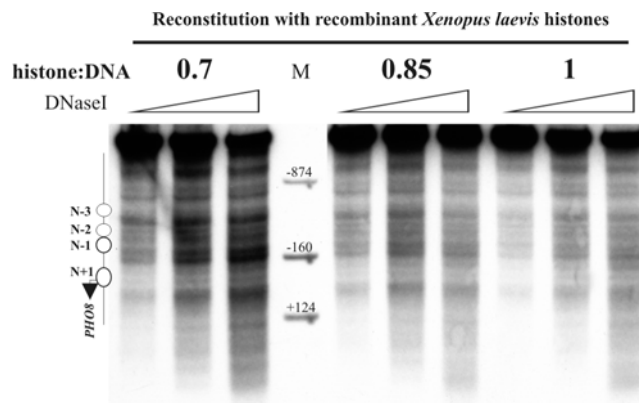 Reconstitution with recombinant Xenopus laevis histones
histone:DNA 0.7 M 0.85 1
DNaseI
-874
N-3
N-2
N-1
-160
N+1
+124
PHO8